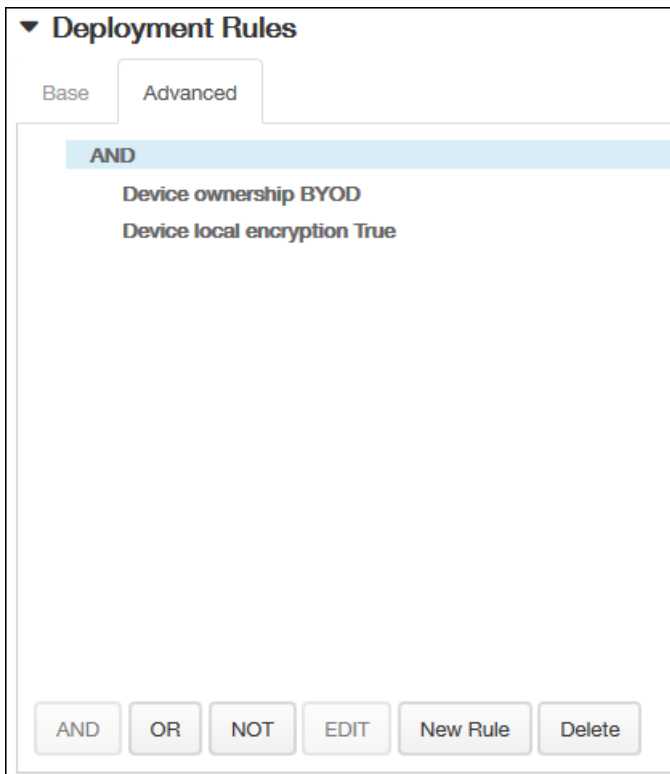 Deployment Rules
Base Advanced
AND
Device ownership BYOD
Device local encryption True
AND OR NOT EDIT New Rule Delete